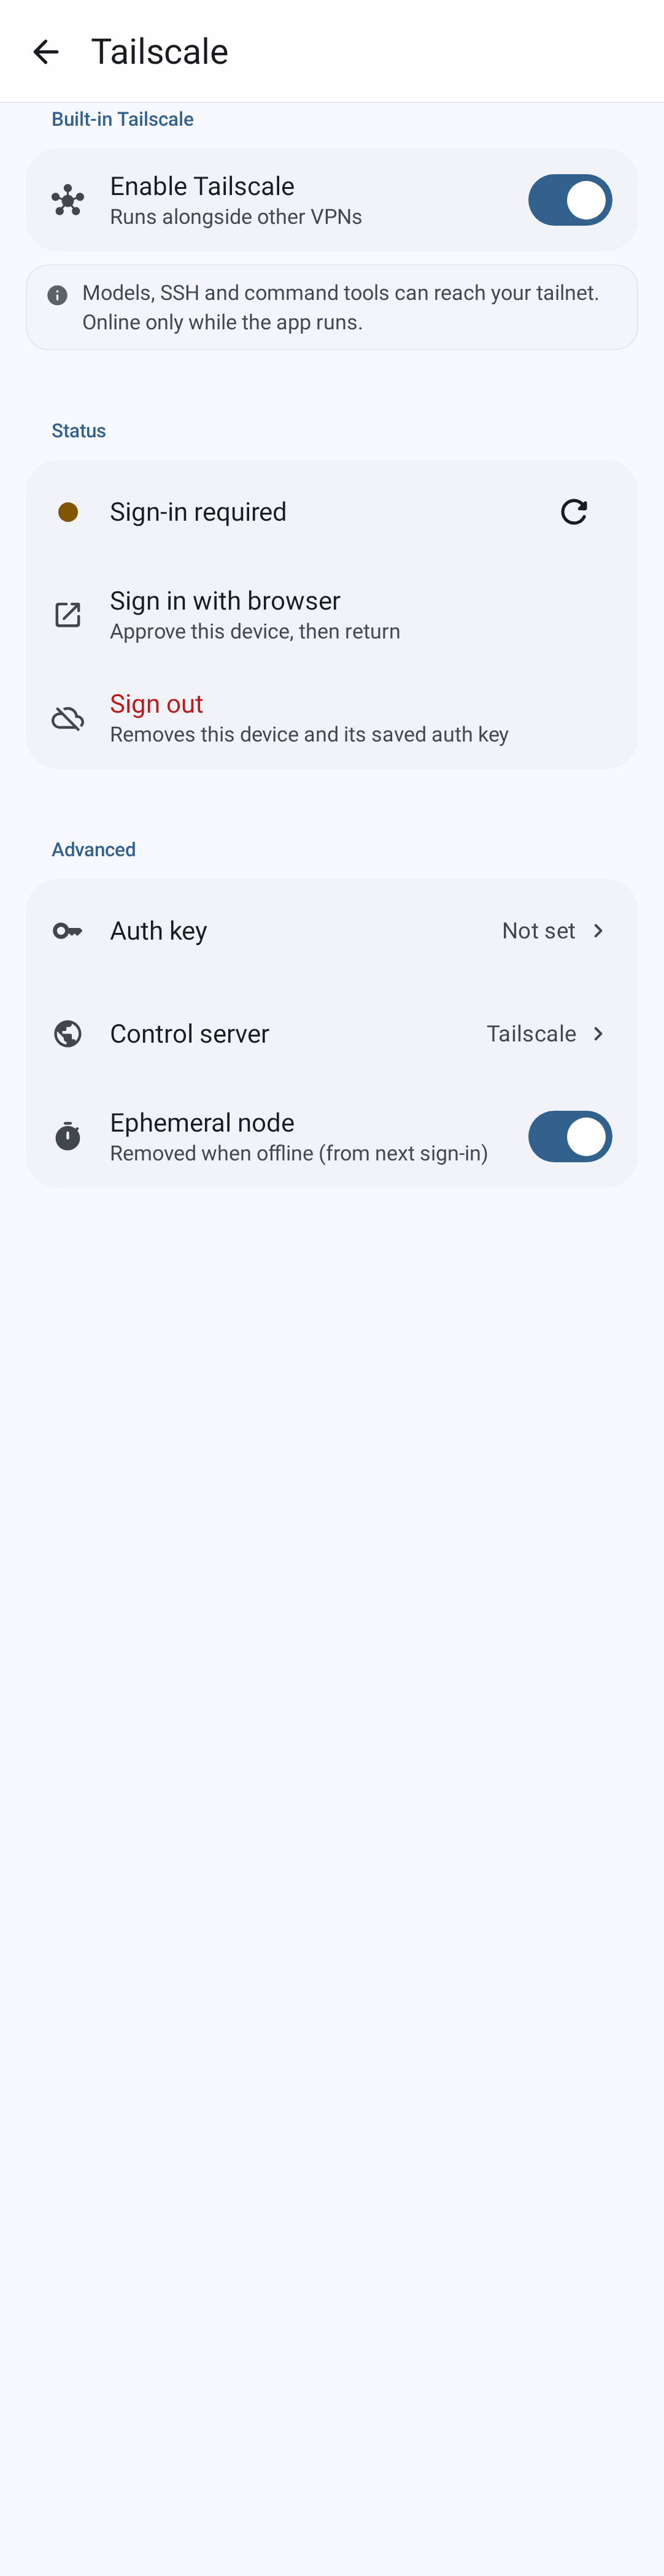 Tailscale
Built-in Tailscale
Enable Tailscale
Runs alongside other VPNs
Models, SSH and command tools can reach your tailnet.
Online only while the app runs.
Status
Sign-in required
Sign in with browser
Approve this device, then return
Sign out
Removes this device and its saved auth key
Advanced
Auth key
Not set
Control server
Tailscale
Ephemeral node
Removed when offline (from next sign-in)